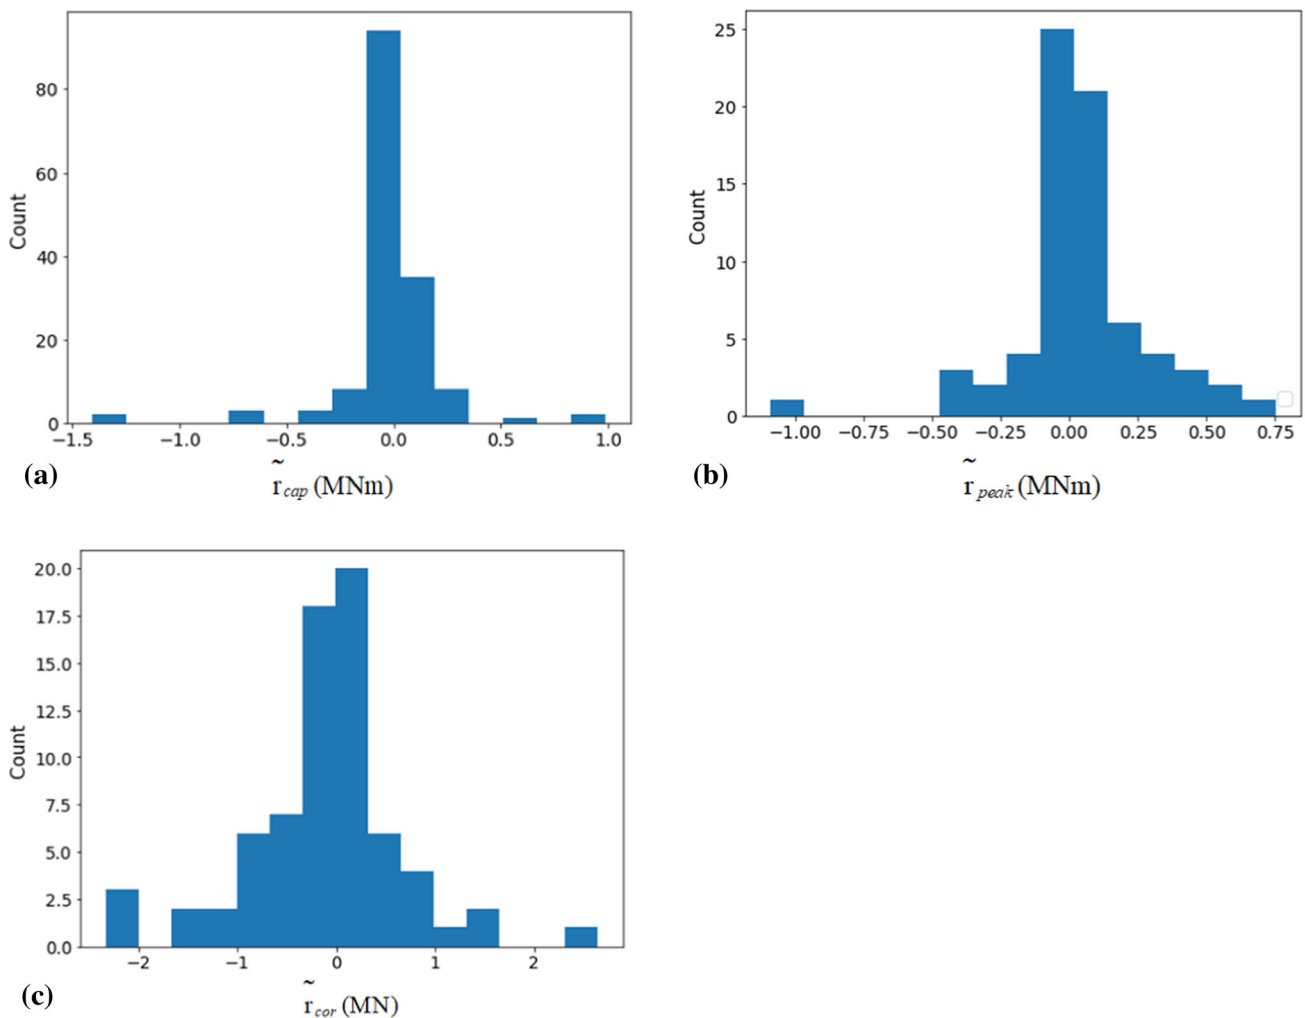 Count
80
60
40
20
0
−1.5 −1.0 −0.5 0.0 0.5 1.0
(a)
r̃cap (MNm)
Count
25
20
15
10
5
0
−1.00 −0.75 −0.50 −0.25 0.00 0.25 0.50 0.75
(b)
r̃peak (MNm)
Count
20.0
17.5
15.0
12.5
10.0
7.5
5.0
2.5
0.0
−2 −1 0 1 2
(c)
r̃cor (MN)